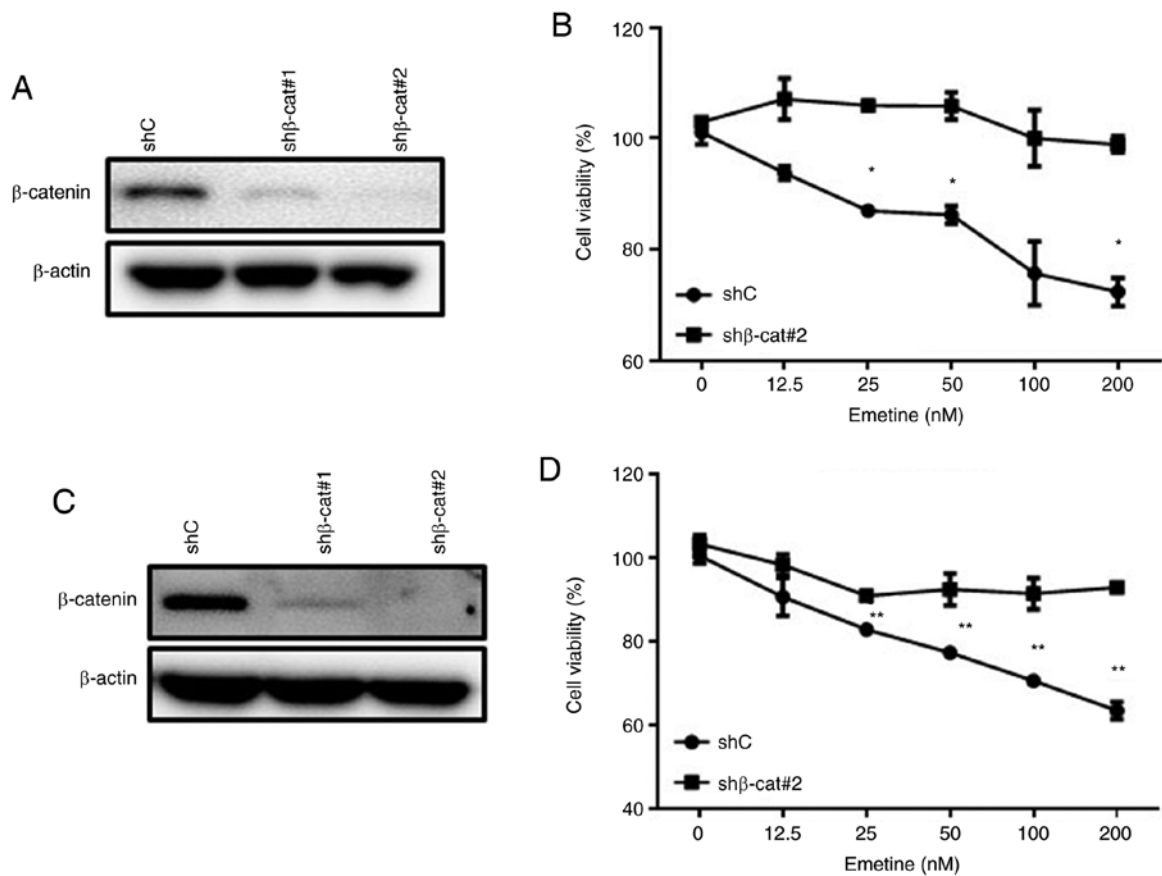 A
shC
shβ-cat#1
shβ-cat#2
β-catenin
β-actin
B
120
100
80
60
Cell viability (%)
*
*
*
shC
shβ-cat#2
0 12.5 25 50 100 200
Emetine (nM)
C
shC
shβ-cat#1
shβ-cat#2
β-catenin
β-actin
D
120
100
80
60
40
Cell viability (%)
**
**
**
**
shC
shβ-cat#2
0 12.5 25 50 100 200
Emetine (nM)